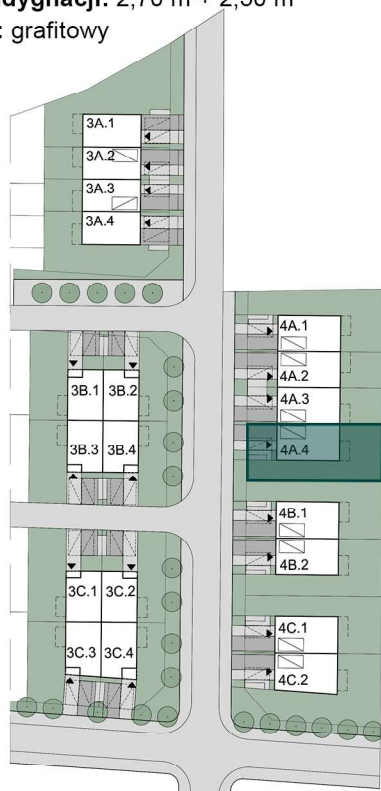 dygnacji: 2,70 m + 2,50 m
: grafitowy
3A.1
3A.2
3A.3
3A.4
4A.1
4A.2
4A.3
4A.4
3B.1 3B.2
3B.3 3B.4
4B.1
4B.2
3C.1 3C.2
3C.3 3C.4
4C.1
4C.2